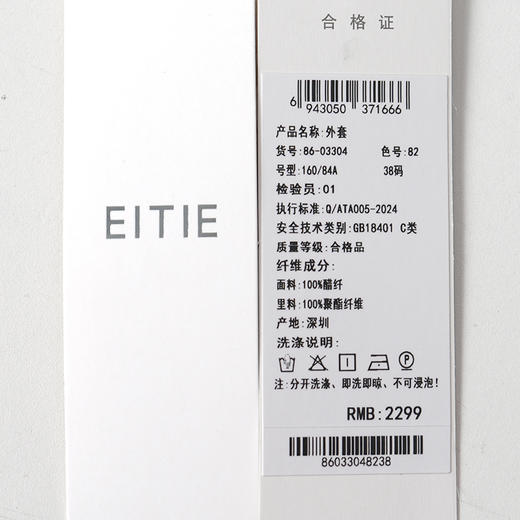 EITIE
合格证
6 943050 371666
产品名称:外套
货号:86-03304 色号:82
号型:160/84A 38码
检验员:01
执行标准:Q/ATA005-2024
安全技术类别:GB18401 C类
质量等级:合格品
纤维成分:
面料:100%醋纤
里料:100%聚酯纤维
产地:深圳
洗涤说明:
注:分开洗涤、即洗即晾、不可浸泡!
RMB:2299
86033048238